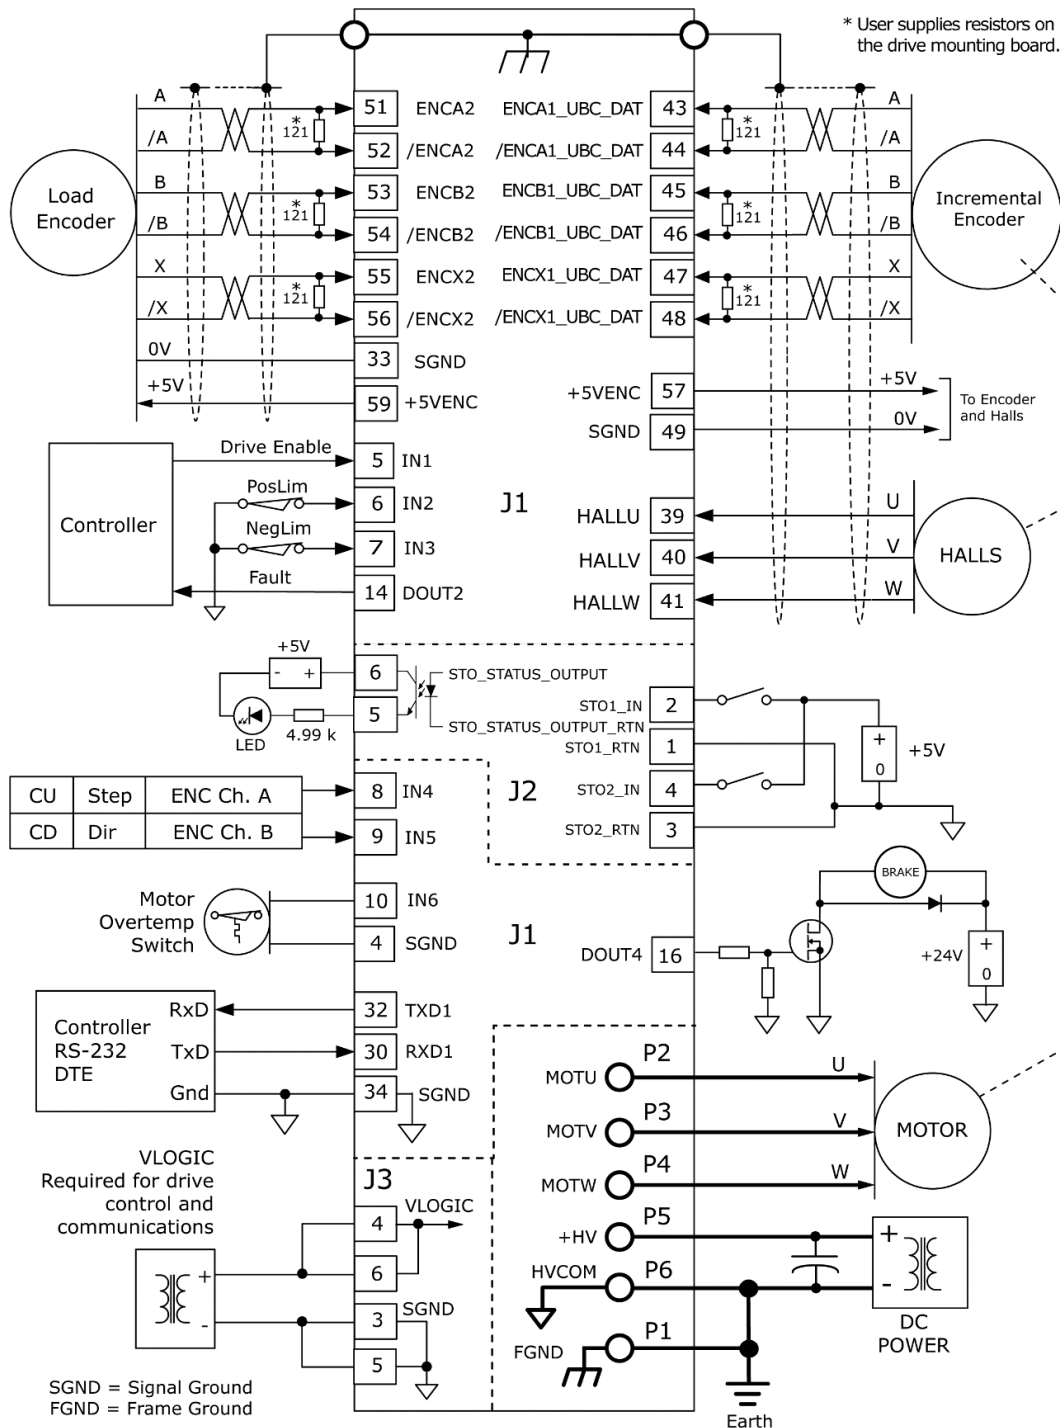 * User supplies resistors on
the drive mounting board.
A
/A
B
/B
X
/X
0V
+5V
Load
Encoder
*
121
*
121
*
121
51 ENCA2
52 /ENCA2
53 ENCB2
54 /ENCB2
55 ENCX2
56 /ENCX2
33 SGND
59 +5VENC
ENCA1_UBC_DAT 43
/ENCA1_UBC_DAT 44
ENCB1_UBC_DAT 45
/ENCB1_UBC_DAT 46
ENCX1_UBC_DAT 47
/ENCX1_UBC_DAT 48
+5VENC 57
SGND 49
*
121
*
121
*
121
A
/A
B
/B
X
/X
Incremental
Encoder
+5V
0V
To Encoder
and Halls
Controller
Drive Enable
PosLim
NegLim
Fault
5 IN1
6 IN2
7 IN3
14 DOUT2
J1
HALLU 39
HALLV 40
HALLW 41
U
V
W
HALLS
+5V
- +
LED
4.99 k
6
5
STO_STATUS_OUTPUT
STO_STATUS_OUTPUT_RTN
J2
STO1_IN 2
STO1_RTN 1
STO2_IN 4
STO2_RTN 3
+
0
+5V
CU Step ENC Ch. A
CD Dir ENC Ch. B
8 IN4
9 IN5
Motor
Overtemp
Switch
10 IN6
4 SGND
J1
DOUT4 16
BRAKE
+24V
+
0
Controller
RS-232
DTE
RxD
TxD
Gnd
32 TXD1
30 RXD1
34 SGND
MOTU P2 U
MOTV P3 V
MOTW P4 W
MOTOR
+HV P5
HVCOM P6
FGND P1
+
-
DC
POWER
Earth
VLOGIC
Required for drive
control and
communications
+
-
J3
4 VLOGIC
6
3 SGND
5
SGND = Signal Ground
FGND = Frame Ground